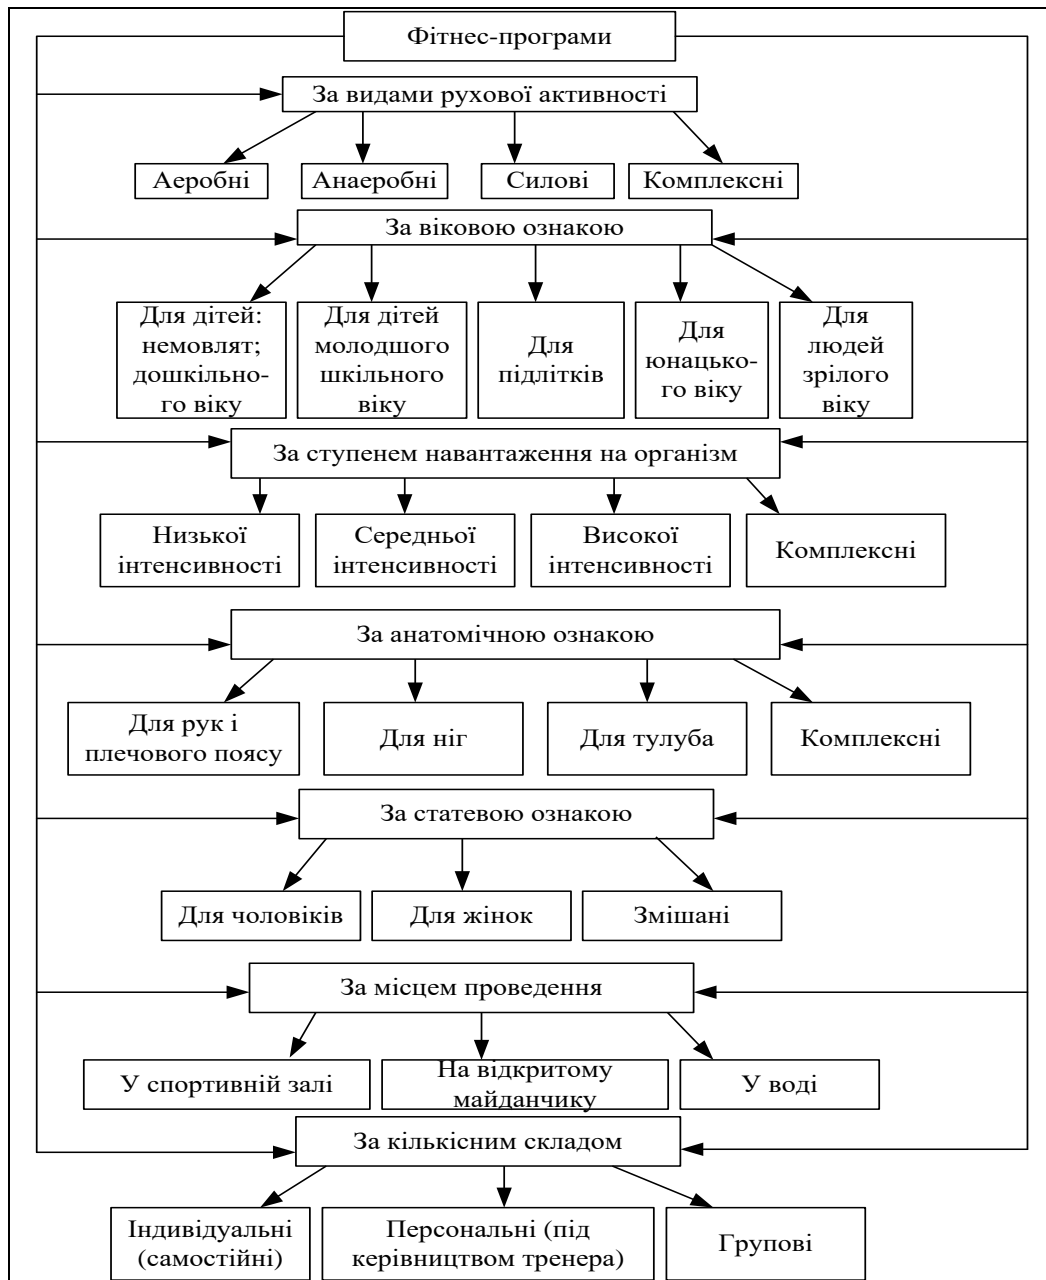 Фітнес-програми
За видами рухової активності
Аеробні
Анаеробні
Силові
Комплексні
За віковою ознакою
Для дітей:
немовлят;
дошкільно-
го віку
Для дітей
молодшого
шкільного
віку
Для
підлітків
Для
юнацько-
го віку
Для
людей
зрілого
віку
За ступенем навантаження на організм
Низької
інтенсивності
Середньої
інтенсивності
Високої
інтенсивності
Комплексні
За анатомічною ознакою
Для рук і
плечового поясу
Для ніг
Для тулуба
Комплексні
За статевою ознакою
Для чоловіків
Для жінок
Змішані
За місцем проведення
У спортивній залі
На відкритому
майданчику
У воді
За кількісним складом
Індивідуальні
(самостійні)
Персональні (під
керівництвом тренера)
Групові